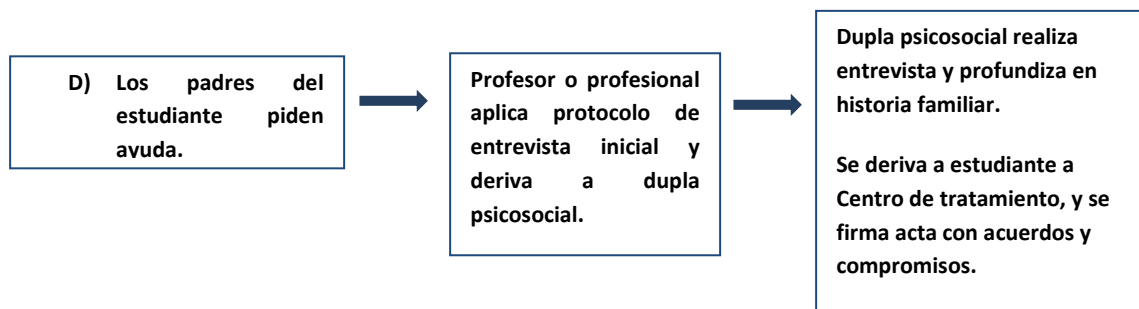 D) Los padres del
estudiante piden
ayuda.
Profesor o profesional
aplica protocolo de
entrevista inicial y
deriva a dupla
psicosocial.
Dupla psicosocial realiza
entrevista y profundiza en
historia familiar.
Se deriva a estudiante a
Centro de tratamiento, y se
firma acta con acuerdos y
compromisos.